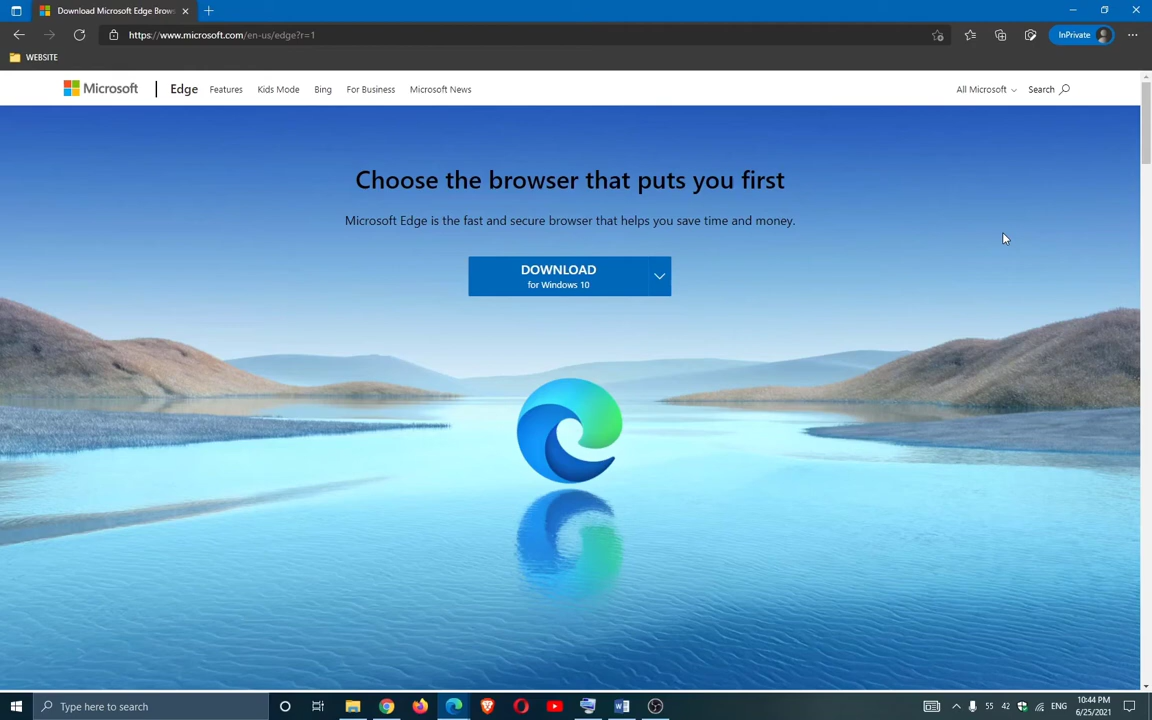 Download Microsoft Edge Brows
https://www.microsoft.com/en-us/edge?r=1
InPrivate
WEBSITE
Microsoft
Edge
Features
Kids Mode
Bing
For Business
Microsoft News
All Microsoft
Search
Choose the browser that puts you first
Microsoft Edge is the fast and secure browser that helps you save time and money.
DOWNLOAD
for Windows 10
Type here to search
55
42
ENG
10:44 PM
6/25/2021